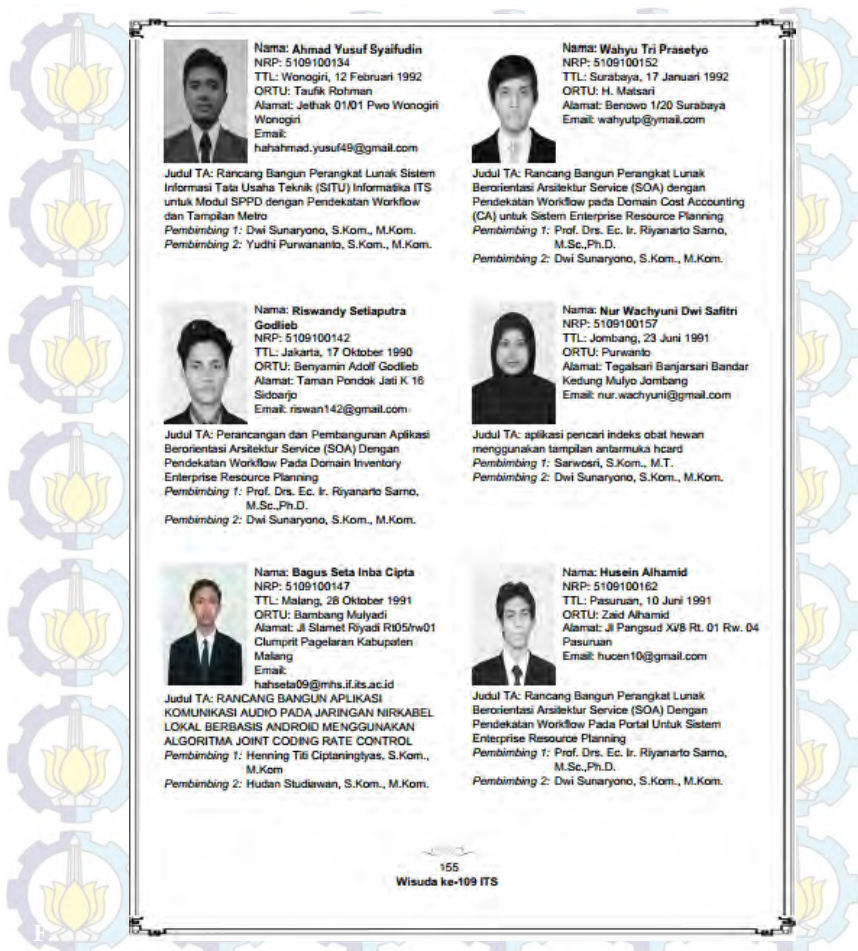 Nama: Ahmad Yusuf Syaifudin
NRP: 5109100134
TTL: Wonogiri, 12 Februari 1992
ORTU: Taufik Rohman
Alamat: Jethak 01/01 Pwo Wonogiri
Wonogiri
Email:
hahahmad.yusuf49@gmail.com
Judul TA: Rancang Bangun Perangkat Lunak Sistem
Informasi Tata Usaha Teknik (SITU) Informatika ITS
untuk Modul SPPD dengan Pendekatan Workflow
dan Tampilan Metro
Pembimbing 1: Dwi Sunaryono, S.Kom., M.Kom.
Pembimbing 2: Yudhi Purwananto, S.Kom., M.Kom.
Nama: Wahyu Tri Prasetyo
NRP: 5109100152
TTL: Surabaya, 17 Januari 1992
ORTU: H. Matsari
Alamat: Benowo 1/20 Surabaya
Email: wahyutp@ymail.com
Judul TA: Rancang Bangun Perangkat Lunak
Berorientasi Arsitektur Service (SOA) dengan
Pendekatan Workflow pada Domain Cost Accounting
(CA) untuk Sistem Enterprise Resource Planning
Pembimbing 1: Prof. Drs. Ec. Ir. Riyanarto Sarno,
M.Sc.,Ph.D.
Pembimbing 2: Dwi Sunaryono, S.Kom., M.Kom.
Nama: Riswandy Setiaputra
Godlieb
NRP: 5109100142
TTL: Jakarta, 17 Oktober 1990
ORTU: Benyamin Adolf Godlieb
Alamat: Taman Pondok Jati K 16
Sidoarjo
Email: riswan142@gmail.com
Judul TA: Perancangan dan Pembangunan Aplikasi
Berorientasi Arsitektur Service (SOA) Dengan
Pendekatan Workflow Pada Domain Inventory
Enterprise Resource Planning
Pembimbing 1: Prof. Drs. Ec. Ir. Riyanarto Sarno,
M.Sc.,Ph.D.
Pembimbing 2: Dwi Sunaryono, S.Kom., M.Kom.
Nama: Nur Wachyuni Dwi Safitri
NRP: 5109100157
TTL: Jombang, 23 Juni 1991
ORTU: Purwanto
Alamat: Tegalsari Banjarsari Bandar
Kedung Mulyo Jombang
Email: nur.wachyuni@gmail.com
Judul TA: aplikasi pencari indeks obat hewan
menggunakan tampilan antarmuka hcard
Pembimbing 1: Sarwosri, S.Kom., M.T.
Pembimbing 2: Dwi Sunaryono, S.Kom., M.Kom.
Nama: Bagus Seta Inba Cipta
NRP: 5109100147
TTL: Malang, 28 Oktober 1991
ORTU: Bambang Mulyadi
Alamat: Jl Slamet Riyadi Rt05/rw01
Clumprit Pagelaran Kabupaten
Malang
Email:
hahseta09@mhs.if.its.ac.id
Judul TA: RANCANG BANGUN APLIKASI
KOMUNIKASI AUDIO PADA JARINGAN NIRKABEL
LOKAL BERBASIS ANDROID MENGGUNAKAN
ALGORITMA JOINT CODING RATE CONTROL
Pembimbing 1: Henning Titi Ciptaningtyas, S.Kom.,
M.Kom
Pembimbing 2: Hudan Studiawan, S.Kom., M.Kom.
Nama: Husein Alhamid
NRP: 5109100162
TTL: Pasuruan, 10 Juni 1991
ORTU: Zaid Alhamid
Alamat: Jl Pangsud Xi/8 Rt. 01 Rw. 04
Pasuruan
Email: hucen10@gmail.com
Judul TA: Rancang Bangun Perangkat Lunak
Berorientasi Arsitektur Service (SOA) Dengan
Pendekatan Workflow Pada Portal Untuk Sistem
Enterprise Resource Planning
Pembimbing 1: Prof. Drs. Ec. Ir. Riyanarto Sarno,
M.Sc.,Ph.D.
Pembimbing 2: Dwi Sunaryono, S.Kom., M.Kom.
155
Wisuda ke-109 ITS